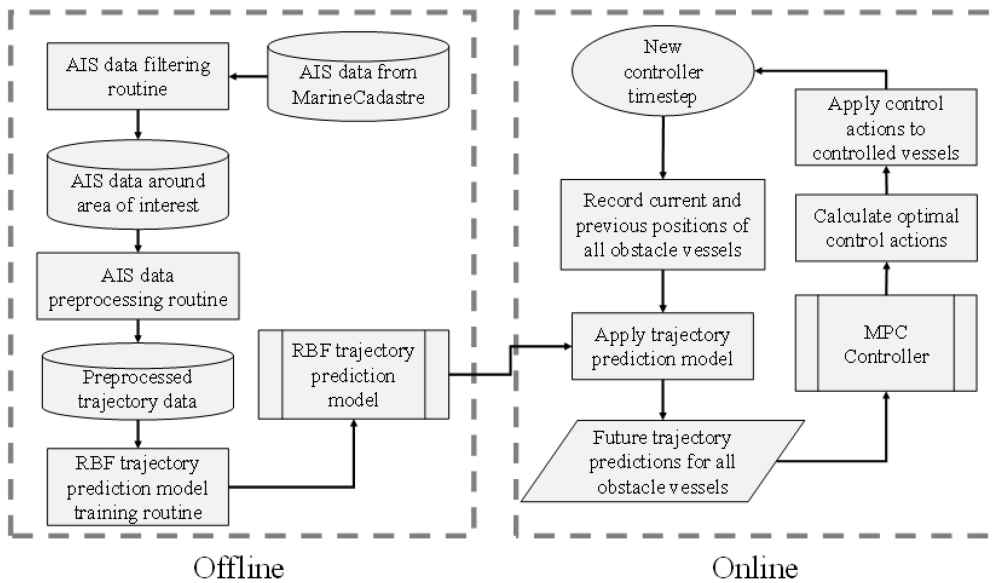 AIS data filtering
routine
AIS data from
MarineCadastre
AIS data around
area of interest
AIS data
preprocessing routine
Preprocessed
trajectory data
RBF trajectory
prediction model
training routine
RBF trajectory
prediction
model
Offline
New
controller
timestep
Record current and
previous positions of
all obstacle vessels
Apply trajectory
prediction model
Future trajectory
predictions for all
obstacle vessels
MPC
Controller
Calculate optimal
control actions
Apply control
actions to
controlled vessels
Online